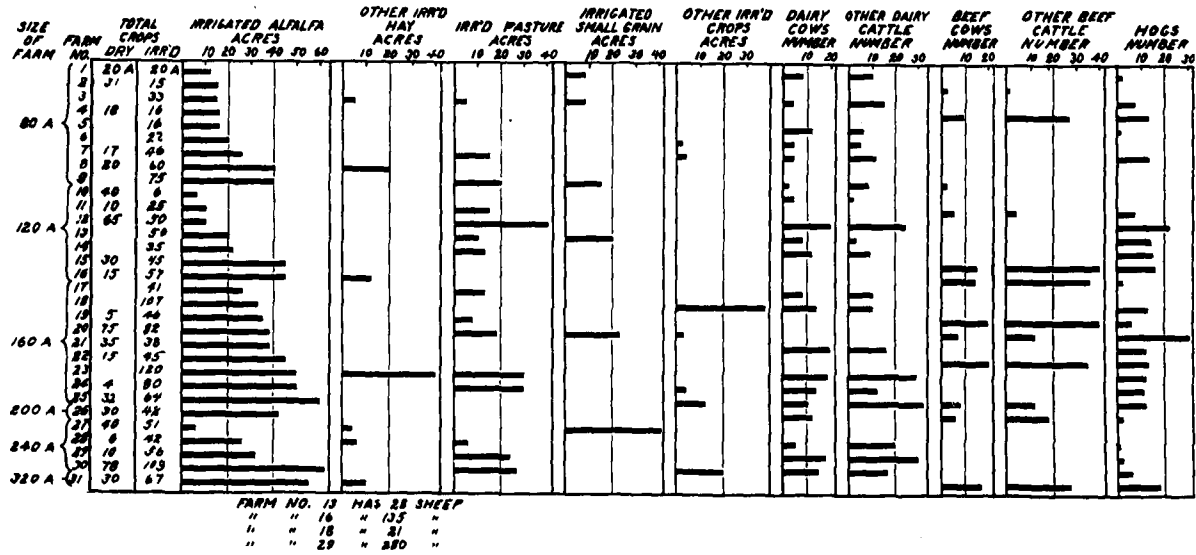 SIZE OF FARM FARM NO. TOTAL CROPS DRY IRR'D IRRIGATED ALFALFA ACRES 10 20 30 40 50 60 OTHER IRR'D HAY ACRES 10 20 30 40 IRR'D PASTURE ACRES 10 20 30 40 IRRIGATED SMALL GRAIN ACRES 10 20 30 40 OTHER IRR'D CROPS ACRES 10 20 30 40 DAIRY COWS NUMBER 10 20 OTHER DAIRY CATTLE NUMBER 10 20 30 BEEF COWS NUMBER 10 20 OTHER BEEF CATTLE NUMBER 10 20 30 40 HOGS NUMBER 10 20 30
1 20 A 20 A
2 31 15
3 33
4 18 16
80 A 5 16
6 22
7 17 46
8 20 60
9 75
10 40 6
11 10 25
12 65 30
120 A 13 50
14 35
15 30 45
16 15 57
17 41
18 107
19 5 46
20 75 82
160 A 21 35 38
22 15 45
23 120
24 4 80
25 32 64
200 A 26 30 48
27 40 51
28 6 42
240 A 29 10 56
30 78 103
320 A 31 30 67
FARM NO. 13 HAS 28 SHEEP
" " 16 " 135 "
" " 18 " 21 "
" " 29 " 280 "